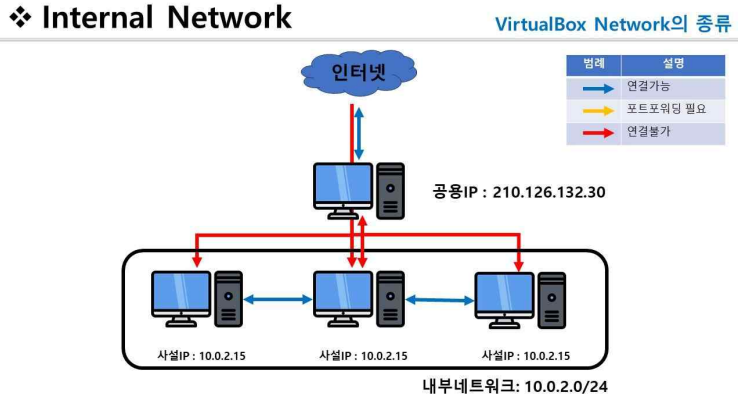 ❖ Internal Network
VirtualBox Network의 종류
인터넷
범례 설명
연결가능
포트포워딩 필요
연결불가
공용IP : 210.126.132.30
사설IP : 10.0.2.15 사설IP : 10.0.2.15 사설IP : 10.0.2.15
내부네트워크: 10.0.2.0/24